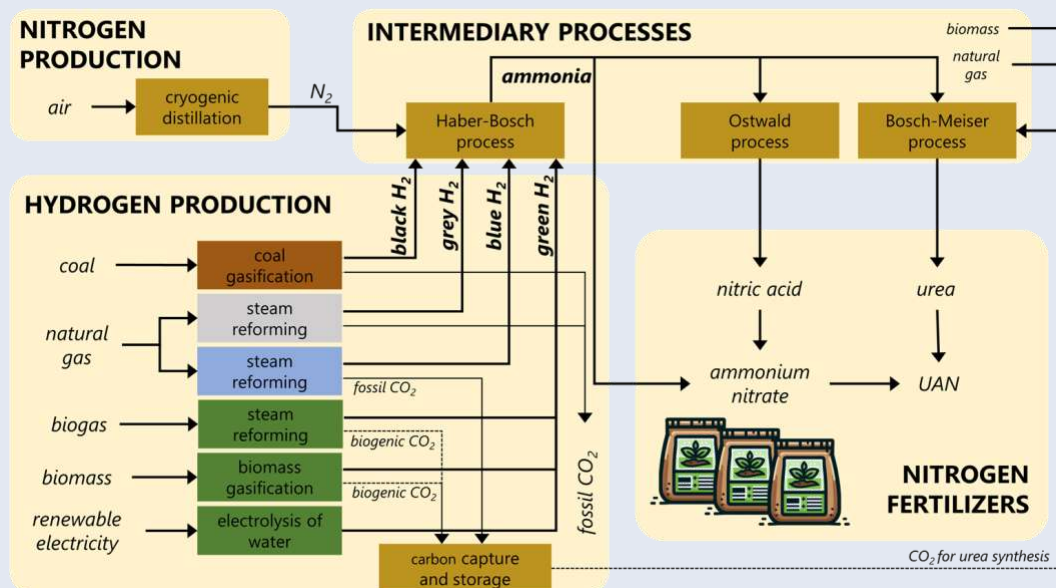 NITROGEN
PRODUCTION
air
cryogenic
distillation
N₂
INTERMEDIARY PROCESSES
biomass
natural
gas
ammonia
Haber-Bosch
process
Ostwald
process
Bosch-Meiser
process
HYDROGEN PRODUCTION
black H₂
grey H₂
blue H₂
green H₂
coal
coal
gasification
natural
gas
steam
reforming
steam
reforming
fossil CO₂
biogas
steam
reforming
biogenic CO₂
biomass
biomass
gasification
biogenic CO₂
renewable
electricity
electrolysis of
water
fossil CO₂
carbon capture
and storage
nitric acid
urea
ammonium
nitrate
UAN
NITROGEN
FERTILIZERS
CO₂ for urea synthesis